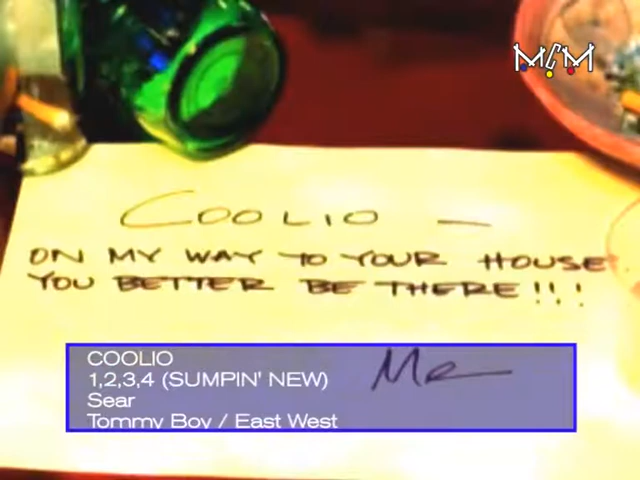 MCM
COOLIO —
ON MY WAY TO YOUR HOUSE
YOU BETTER BE THERE!!!
Me
COOLIO
1,2,3,4 (SUMPIN' NEW)
Sear
Tommy Boy / East West